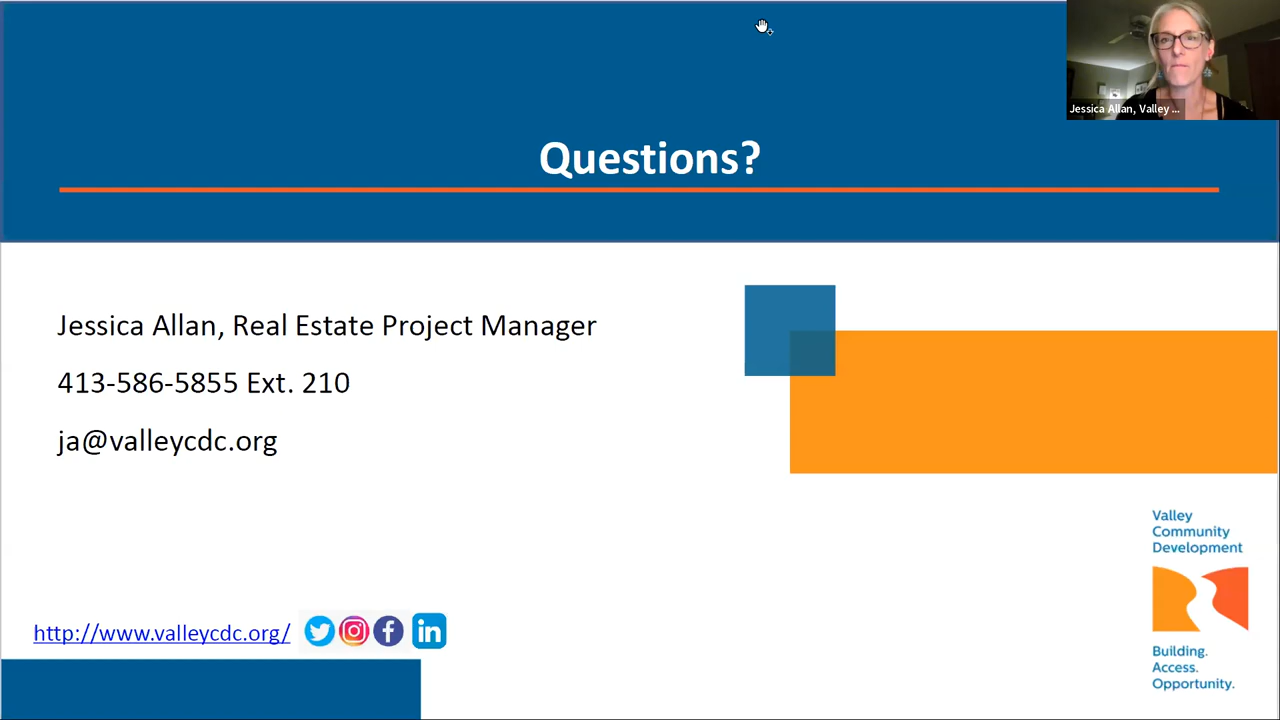 Jessica Allan, Valley ...
Questions?
Jessica Allan, Real Estate Project Manager
413-586-5855 Ext. 210
ja@valleycdc.org
Valley
Community
Development
http://www.valleycdc.org/
in
Building.
Access.
Opportunity.